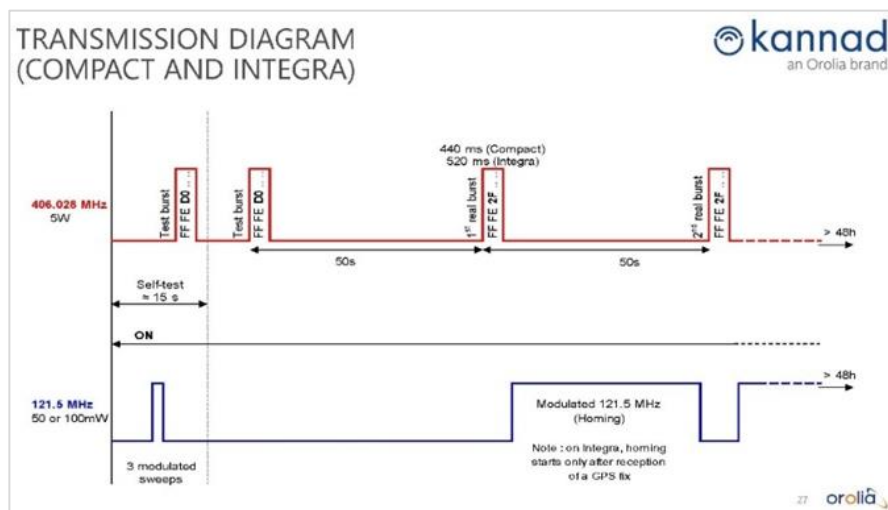 TRANSMISSION DIAGRAM
(COMPACT AND INTEGRA)
kannad
an Orolia brand
440 ms (Compact)
520 ms (Integra)
406.028 MHz
5W
Test burst
FF FE D0 .. ..
Test burst
FF FE D0 .. ..
1st real burst
FF FE 2F .. ..
2nd real burst
FF FE 2F .. ..
> 48h
50s
50s
Self-test
≈ 15 s
ON
> 48h
121.5 MHz
50 or 100mW
Modulated 121.5 MHz
(Homing)
Note : on Integra, homing
starts only after reception
of a GPS fix
3 modulated
sweeps
27
orolia